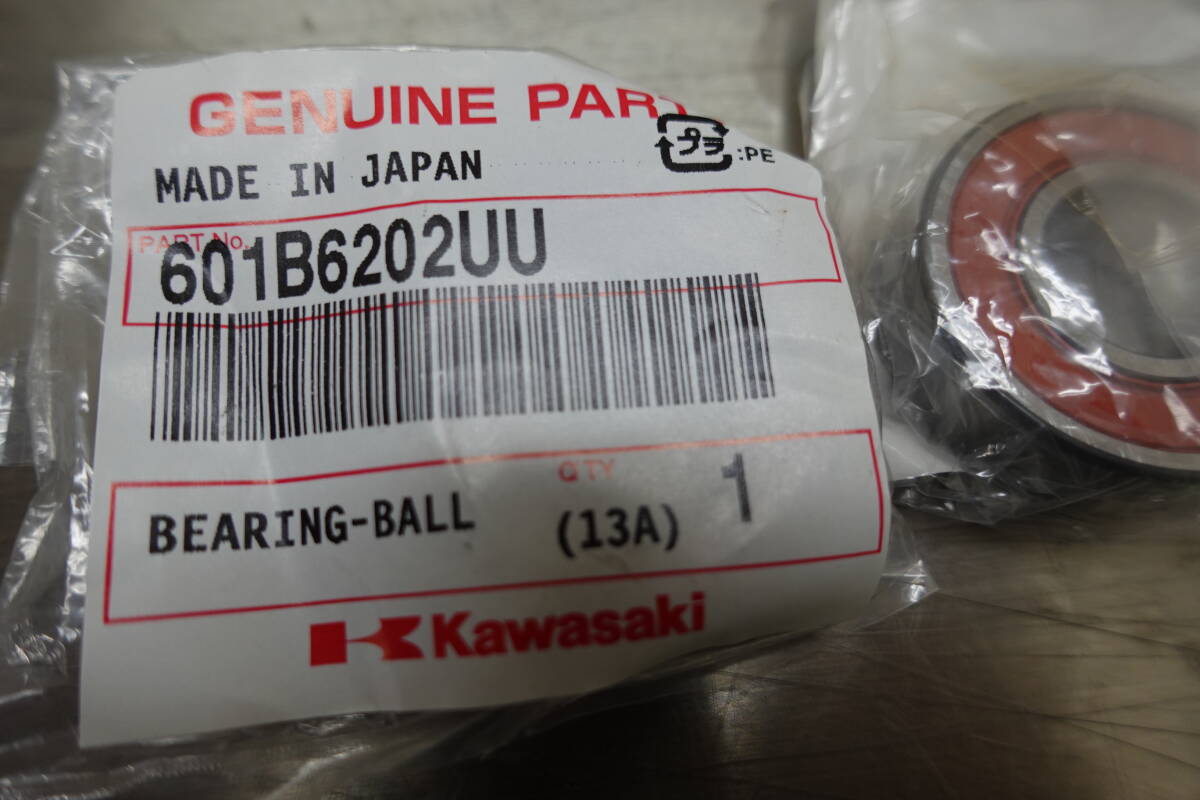 GENUINE PART
MADE IN JAPAN
プラ :PE
PART No.
601B6202UU
BEARING-BALL
QTY
(13A) 1
Kawasaki